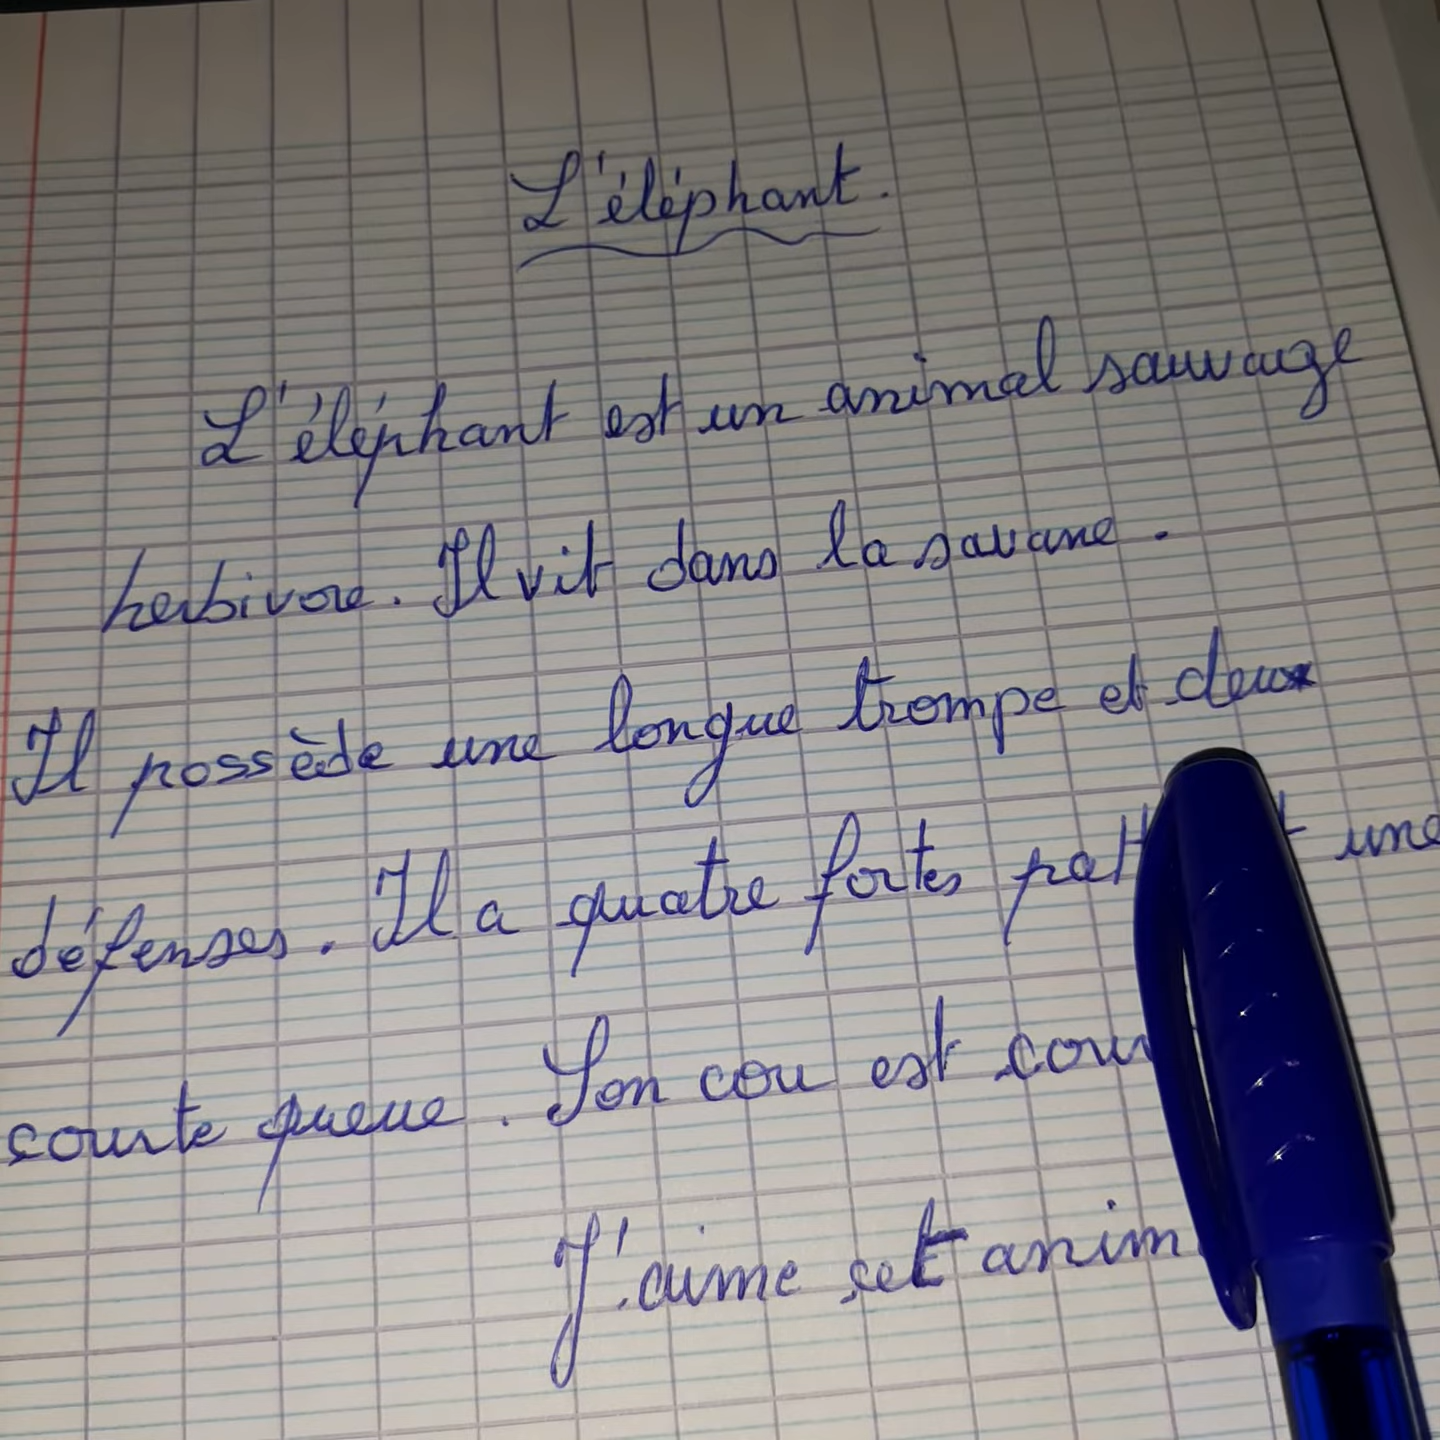 L'éléphant.
L'éléphant est un animal sauvage
herbivore. Il vit dans la savane.
Il possède une longue trompe et deux
défenses. Il a quatre fortes une
courte queue. Son cou est
J'aime cet